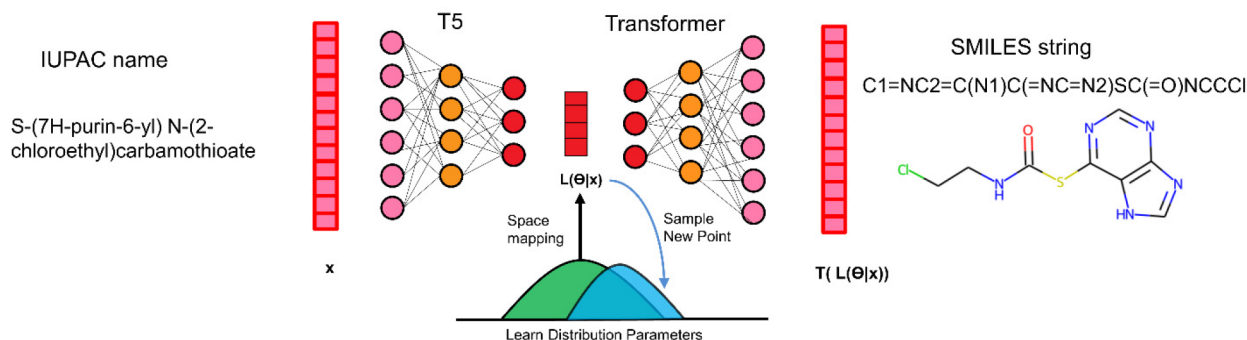 T5
Transformer
IUPAC name
SMILES string
C1=NC2=C(N1)C(=NC=N2)SC(=O)NCCCl
S-(7H-purin-6-yl) N-(2-
chloroethyl)carbamothioate
O
N
N
Cl
NH
S
N
HN
L(Θ|x)
Space
mapping
Sample
New Point
x
T( L(Θ|x))
Learn Distribution Parameters